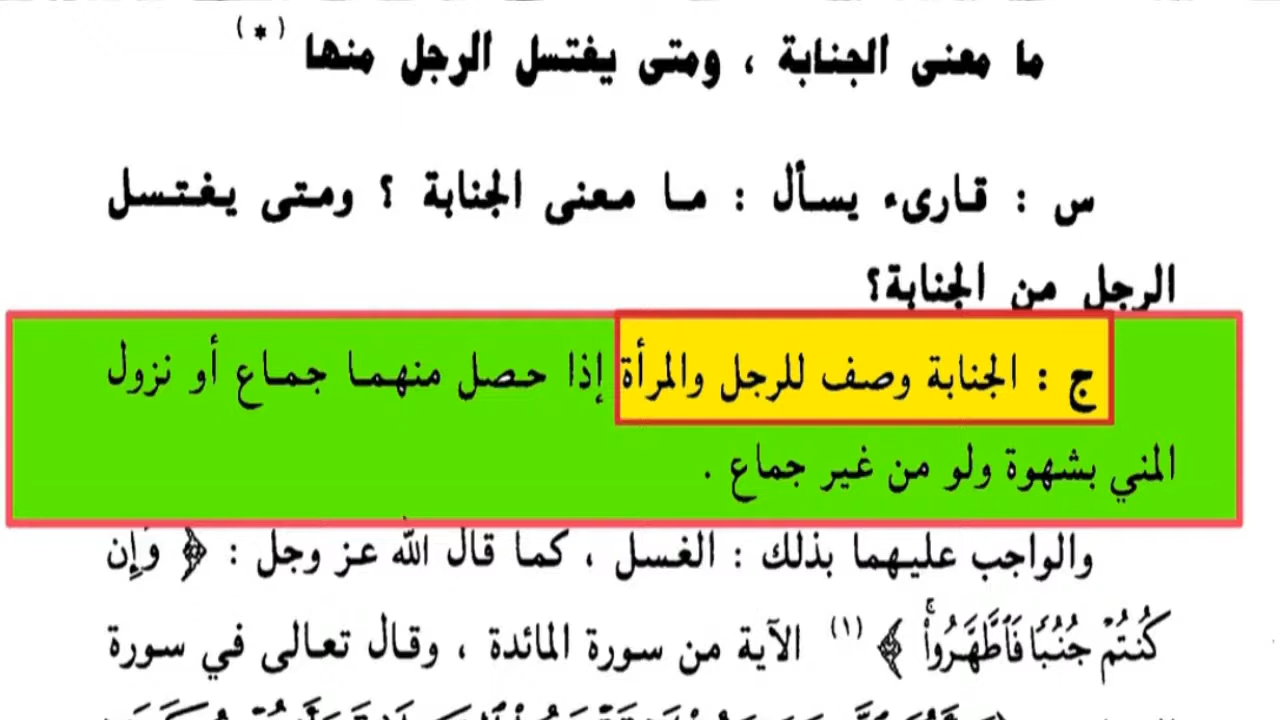 ما معنى الجنابة ، ومتى يغتسل الرجل منها (*)
س : قارىء يسأل : ما معنى الجنابة ؟ ومتى يغتسل
الرجل من الجنابة؟
ج : الجنابة وصف للرجل والمرأة إذا حصل منهما جماع أو نزول
المني بشهوة ولو من غير جماع .
والواجب عليهما بذلك : الغسل ، كما قال الله عز وجل : ﴿ وَإِن
كُنتُمْ جُنُبًا فَاطَّهَّرُوا ۚ ﴾ (١) الآية من سورة المائدة ، وقال تعالى في سورة